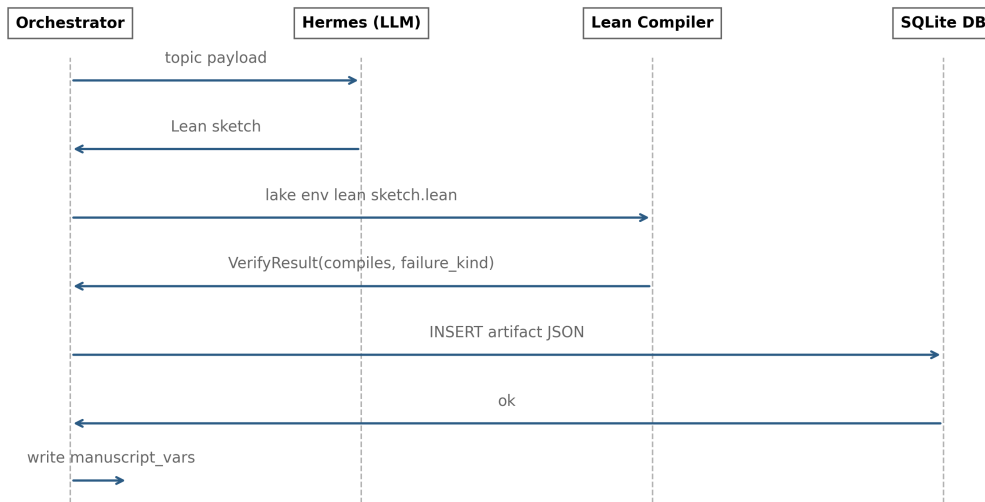 Orchestrator
Hermes (LLM)
Lean Compiler
SQLite DB
topic payload
Lean sketch
lake env lean sketch.lean
VerifyResult(compiles, failure_kind)
INSERT artifact JSON
ok
write manuscript_vars